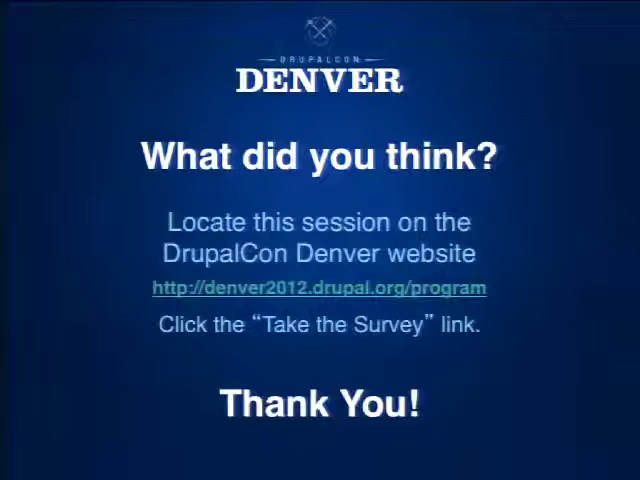 DRUPALCON
DENVER
What did you think?
Locate this session on the
DrupalCon Denver website
http://denver2012.drupal.org/program
Click the “Take the Survey” link.
Thank You!